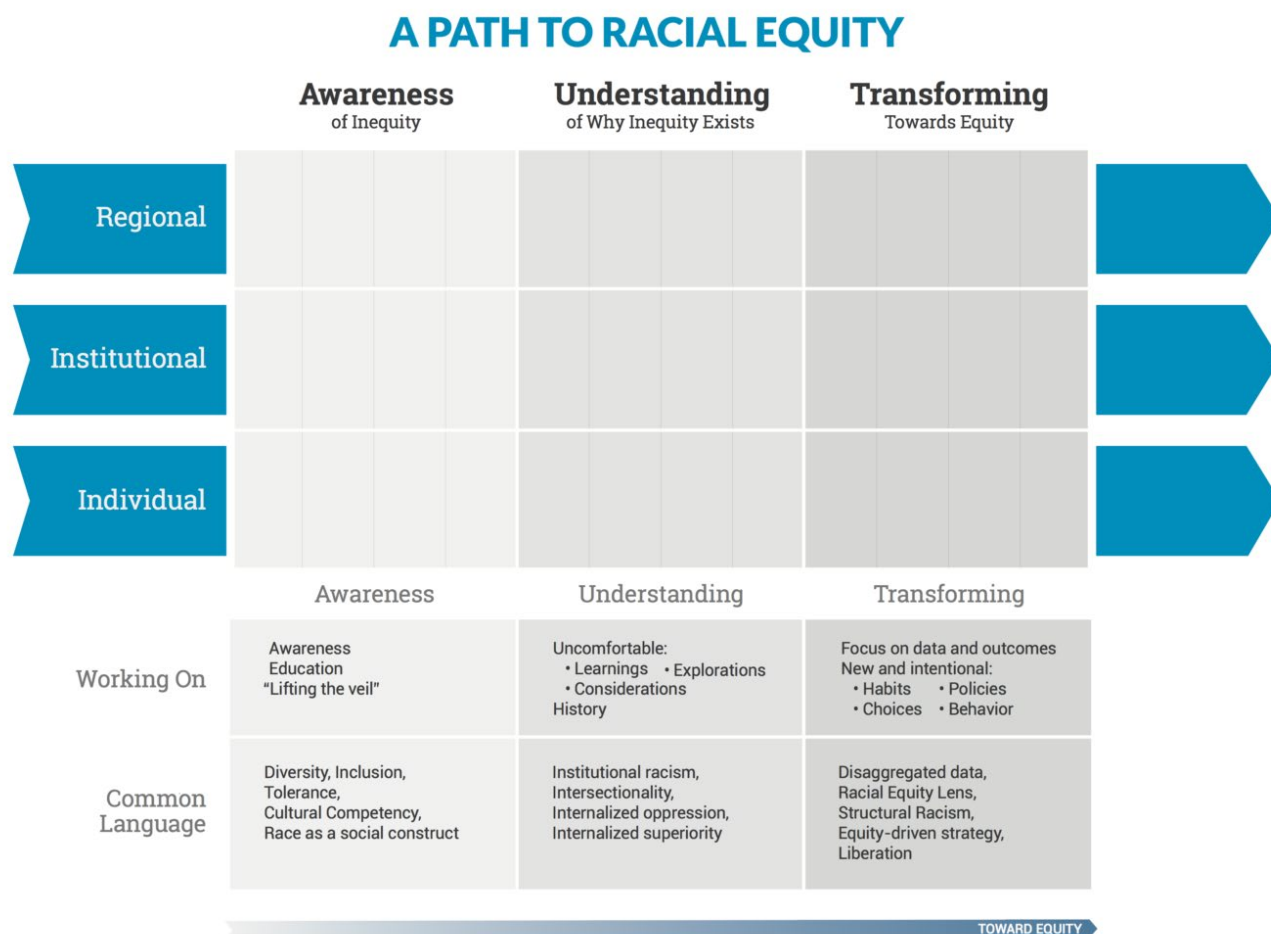 A PATH TO RACIAL EQUITY
Awareness
of Inequity
Understanding
of Why Inequity Exists
Transforming
Towards Equity
Regional
Institutional
Individual
Awareness
Understanding
Transforming
Working On
Awareness
Education
“Lifting the veil”
Uncomfortable:
• Learnings • Explorations
• Considerations
History
Focus on data and outcomes
New and intentional:
• Habits • Policies
• Choices • Behavior
Common
Language
Diversity, Inclusion,
Tolerance,
Cultural Competency,
Race as a social construct
Institutional racism,
Intersectionality,
Internalized oppression,
Internalized superiority
Disaggregated data,
Racial Equity Lens,
Structural Racism,
Equity-driven strategy,
Liberation
TOWARD EQUITY